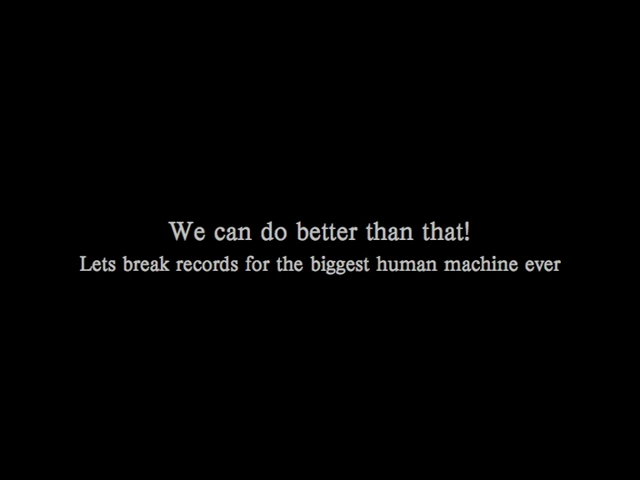 We can do better than that!
Lets break records for the biggest human machine ever